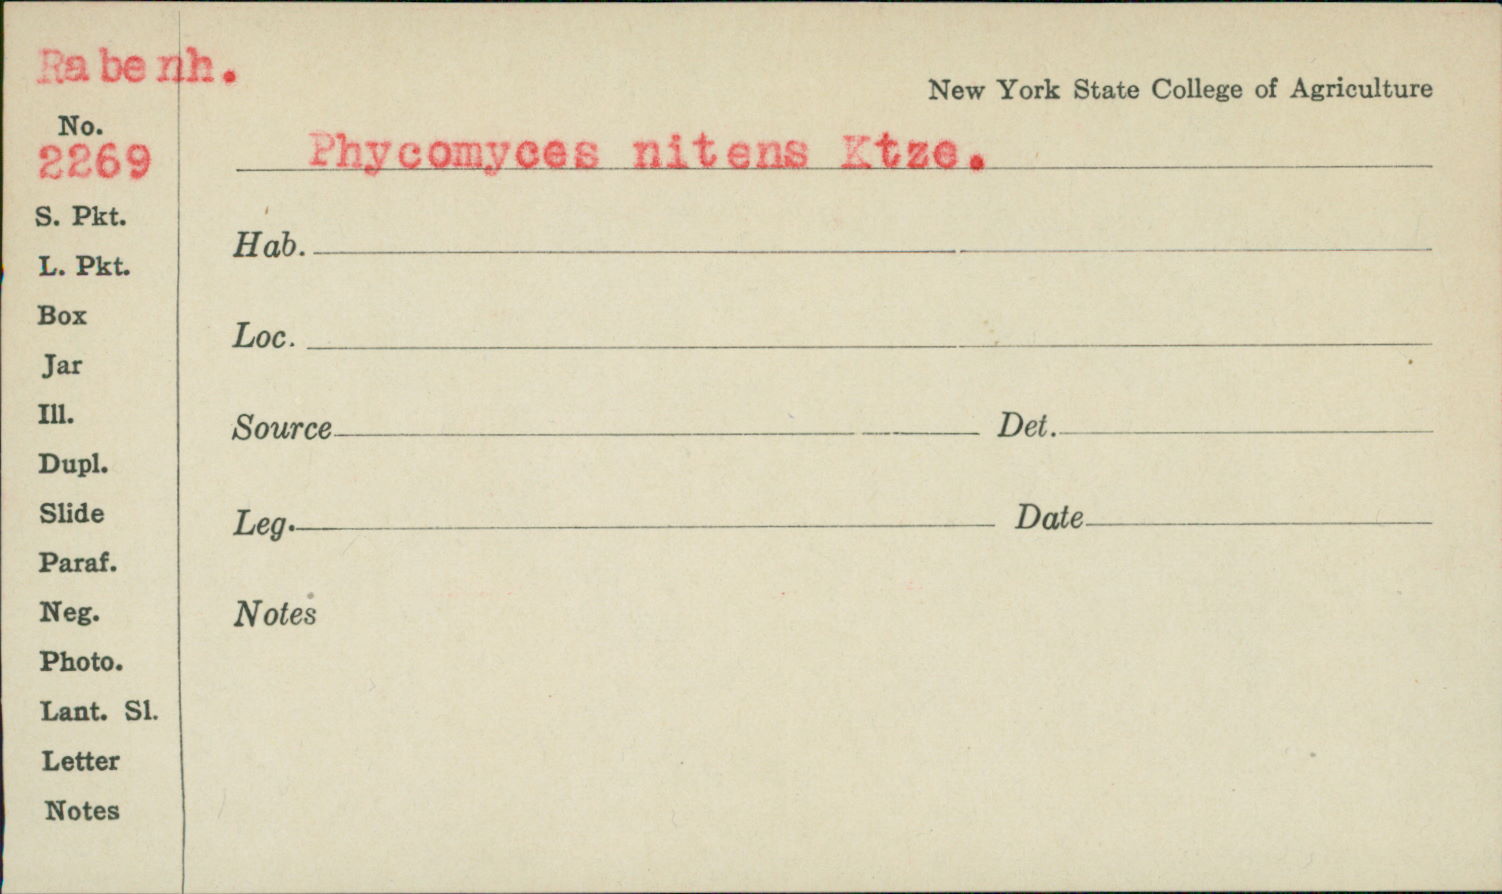 Rabenh.
New York State College of Agriculture
No.
2269
Phycomyces nitens Ktze.
S. Pkt.
L. Pkt.
Box
Jar
Ill.
Dupl.
Slide
Paraf.
Neg.
Photo.
Lant. Sl.
Letter
Notes
Hab.
Loc.
Source Det.
Leg. Date
Notes